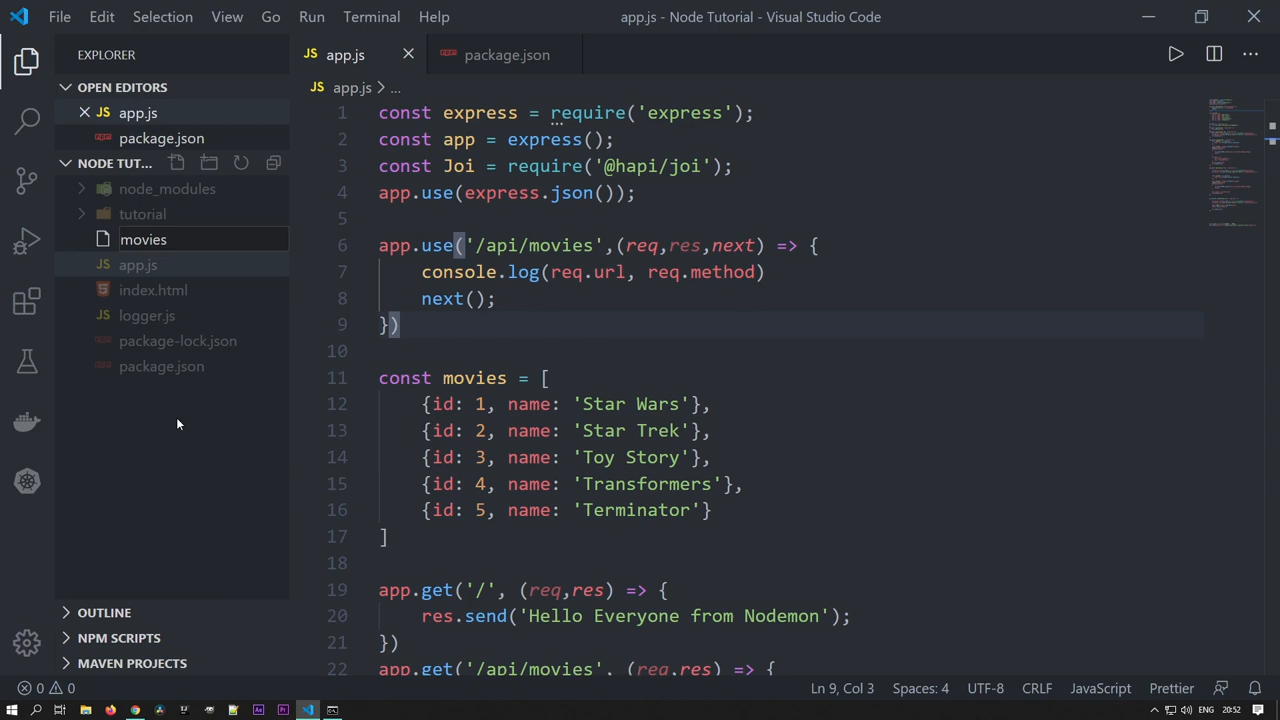 File Edit Selection View Go Run Terminal Help app.js - Node Tutorial - Visual Studio Code
EXPLORER
OPEN EDITORS
JS app.js
package.json
NODE TUT...
node_modules
tutorial
movies
JS app.js
index.html
JS logger.js
package-lock.json
package.json
OUTLINE
NPM SCRIPTS
MAVEN PROJECTS
JS app.js package.json
JS app.js > ...
1 const express = require('express');
2 const app = express();
3 const Joi = require('@hapi/joi');
4 app.use(express.json());
5
6 app.use('/api/movies',(req,res,next) => {
7 console.log(req.url, req.method)
8 next();
9 })
10
11 const movies = [
12 {id: 1, name: 'Star Wars'},
13 {id: 2, name: 'Star Trek'},
14 {id: 3, name: 'Toy Story'},
15 {id: 4, name: 'Transformers'},
16 {id: 5, name: 'Terminator'}
17 ]
18
19 app.get('/', (req,res) => {
20 res.send('Hello Everyone from Nodemon');
21 })
22 app.get('/api/movies', (req,res) => {
0 0 Ln 9, Col 3 Spaces: 4 UTF-8 CRLF JavaScript Prettier
Ae Pr ENG 20:52